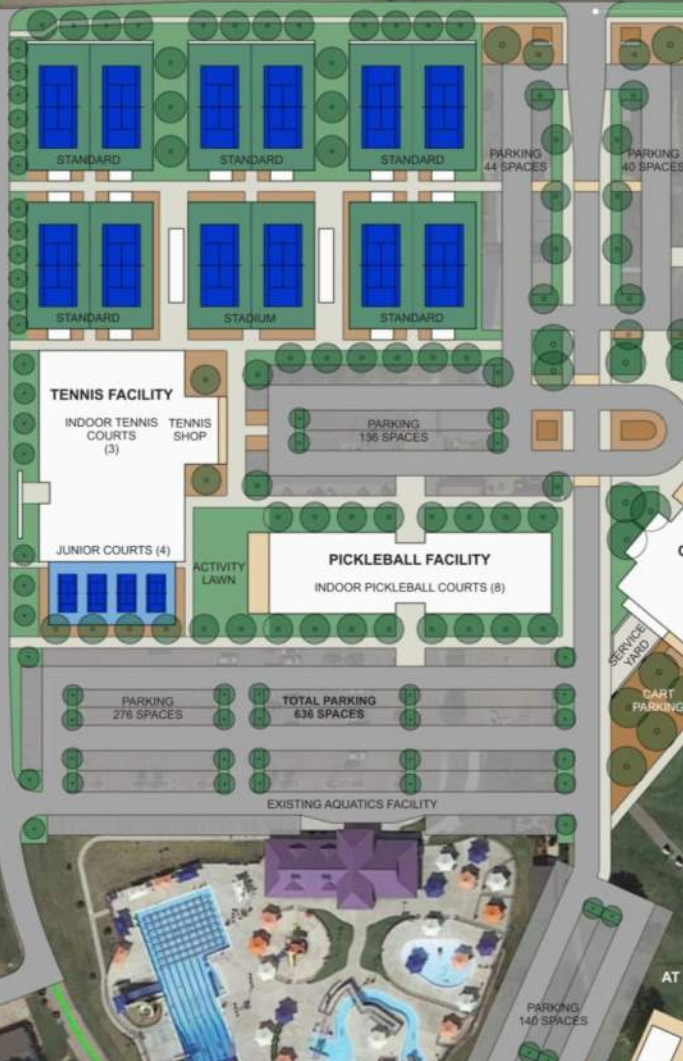 STANDARD
STANDARD
STANDARD
PARKING
44 SPACES
PARKING
40 SPACES
STANDARD
STADIUM
STANDARD
TENNIS FACILITY
INDOOR TENNIS
COURTS
(3)
TENNIS
SHOP
PARKING
136 SPACES
JUNIOR COURTS (4)
ACTIVITY
LAWN
PICKLEBALL FACILITY
INDOOR PICKLEBALL COURTS (8)
SERVICE
YARD
CART
PARKING
PARKING
276 SPACES
TOTAL PARKING
636 SPACES
EXISTING AQUATICS FACILITY
AT
PARKING
140 SPACES